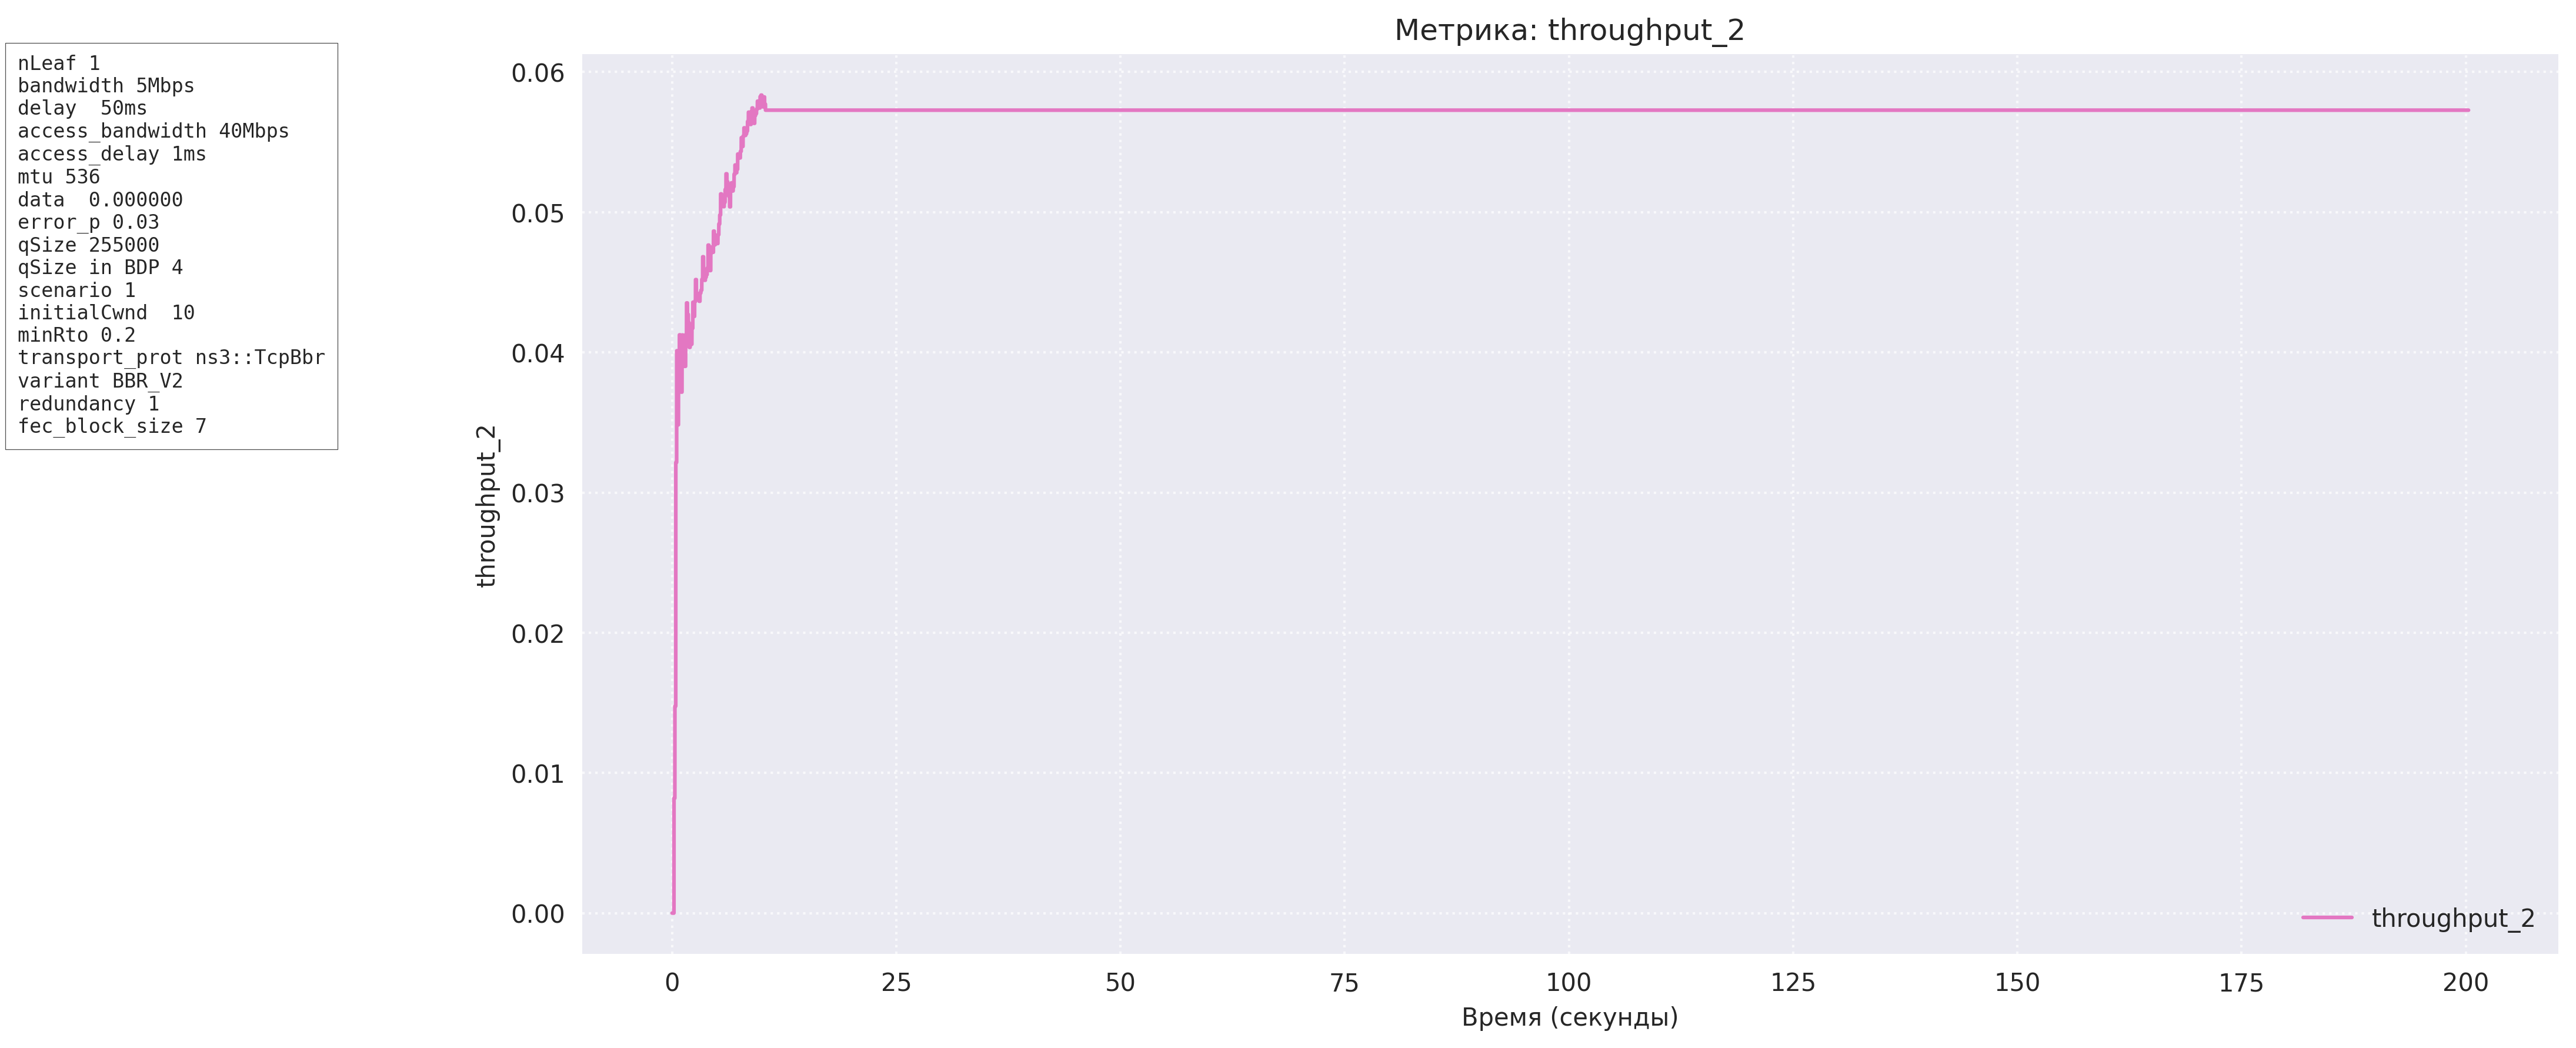 Метрика: throughput_2
nLeaf 1
bandwidth 5Mbps
delay  50ms
access_bandwidth 40Mbps
access_delay 1ms
mtu 536
data  0.000000
error_p 0.03
qSize 255000
qSize in BDP 4
scenario 1
initialCwnd  10
minRto 0.2
transport_prot ns3::TcpBbr
variant BBR_V2
redundancy 1
fec_block_size 7
throughput_2
0.06
0.05
0.04
0.03
0.02
0.01
0.00
throughput_2
0 25 50 75 100 125 150 175 200
Время (секунды)